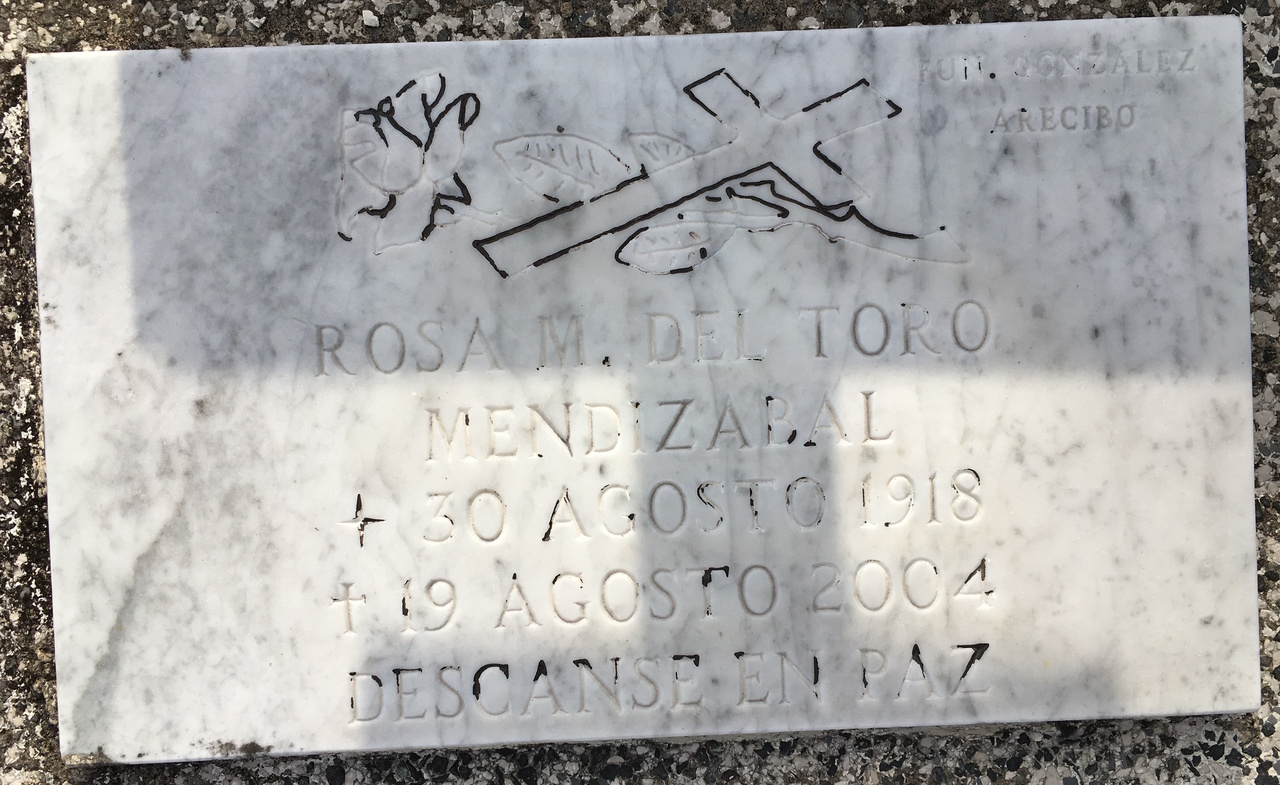 FUN. GONZALEZ
ARECIBO
ROSA M. DEL TORO
MENDIZABAL
30 AGOSTO 1918
† 19 AGOSTO 2004
DESCANSE EN PAZ